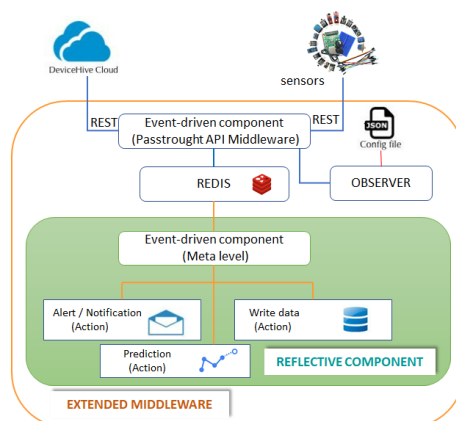 DeviceHive Cloud
sensors
REST
REST
Event-driven component
(Passtrought API Middleware)
JSON
Config file
REDIS
OBSERVER
Event-driven component
(Meta level)
Alert / Notification
(Action)
Write data
(Action)
Prediction
(Action)
REFLECTIVE COMPONENT
EXTENDED MIDDLEWARE